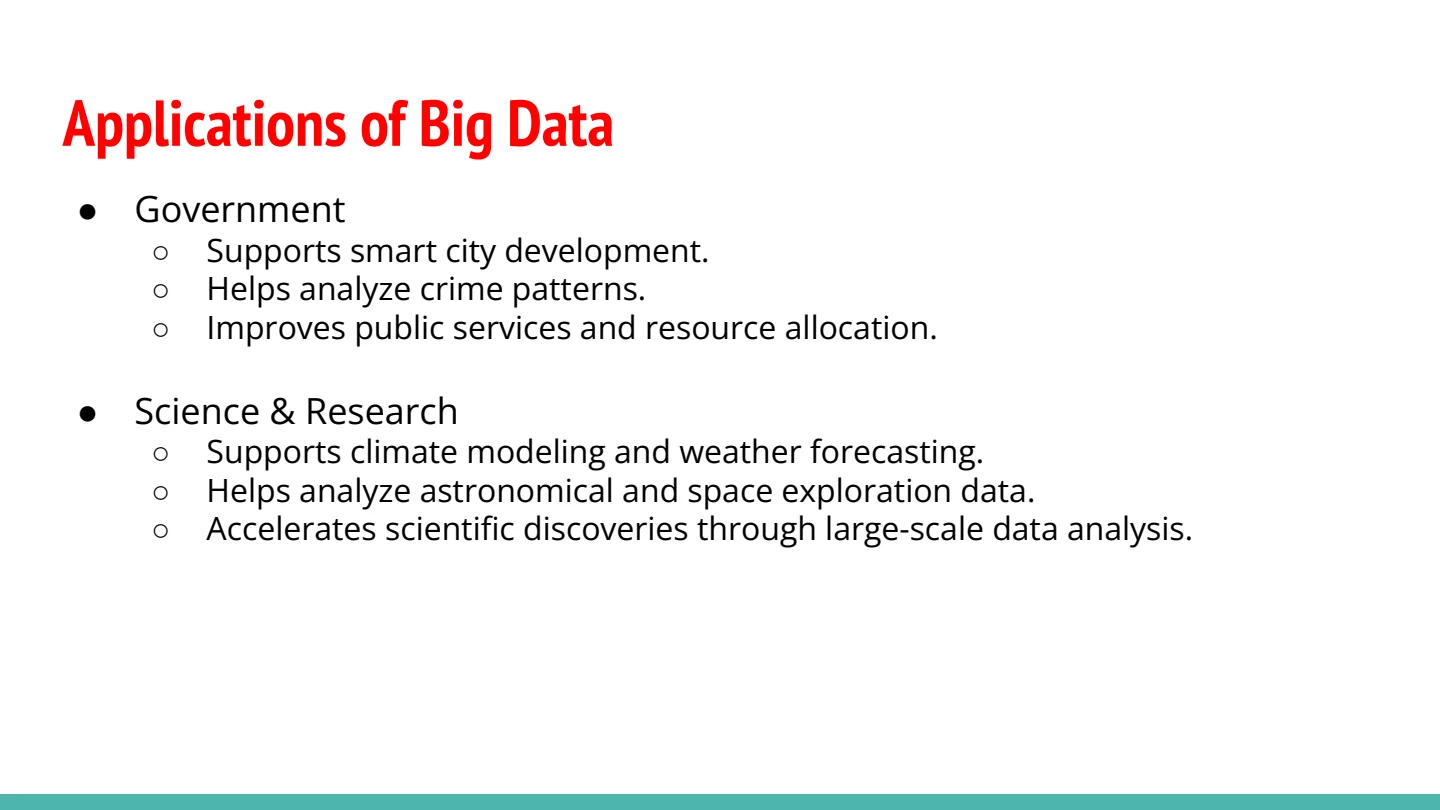 Applications of Big Data
● Government
○ Supports smart city development.
○ Helps analyze crime patterns.
○ Improves public services and resource allocation.
● Science & Research
○ Supports climate modeling and weather forecasting.
○ Helps analyze astronomical and space exploration data.
○ Accelerates scientific discoveries through large-scale data analysis.